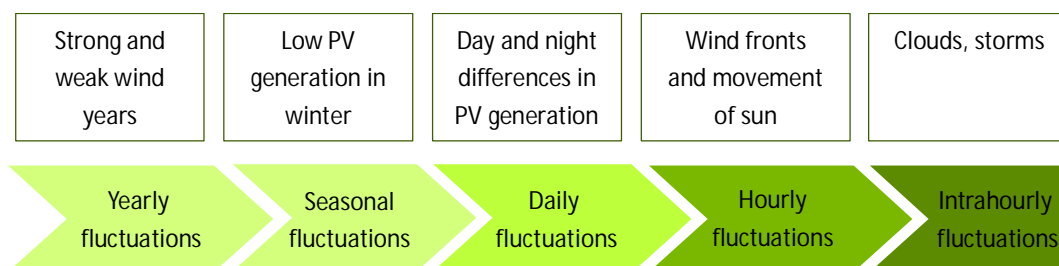 Strong and
weak wind
years
Low PV
generation in
winter
Day and night
differences in
PV generation
Wind fronts
and movement
of sun
Clouds, storms
Yearly
fluctuations
Seasonal
fluctuations
Daily
fluctuations
Hourly
fluctuations
Intrahourly
fluctuations